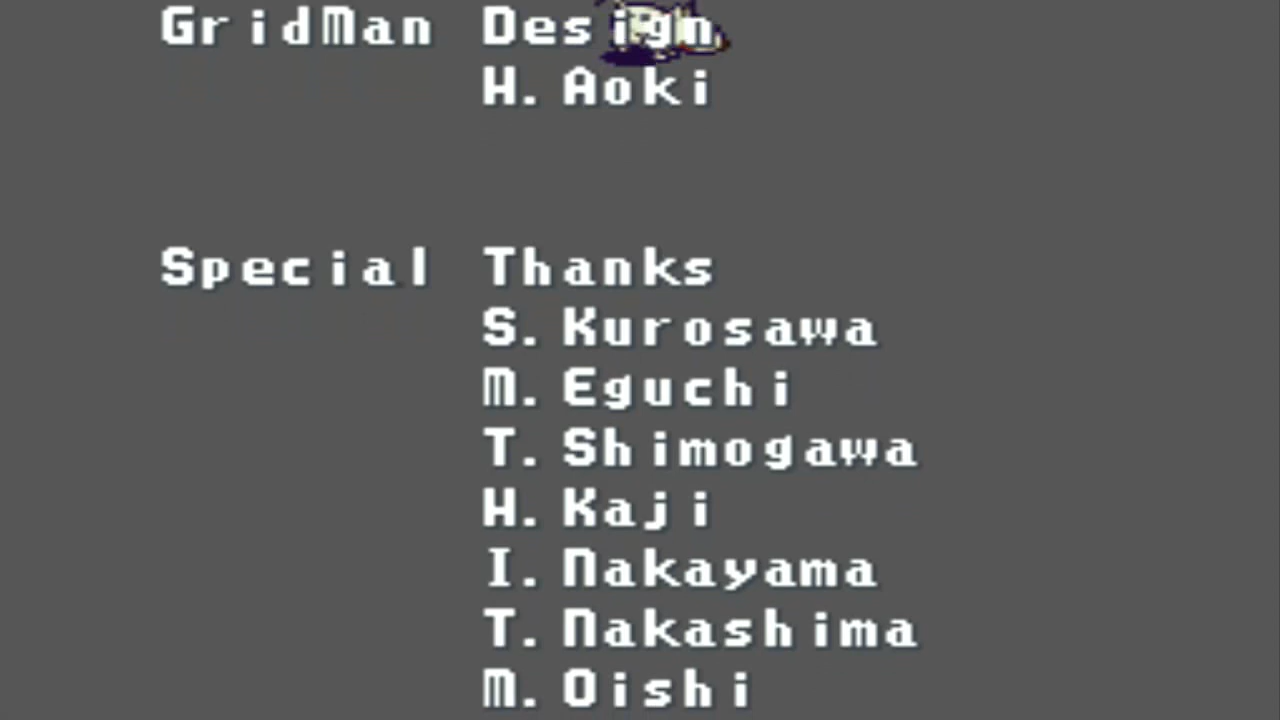 GridMan Design
H. Aoki
Special Thanks
S. Kurosawa
M. Eguchi
T. Shimogawa
H. Kaji
I. Nakayama
T. Nakashima
M. Oishi